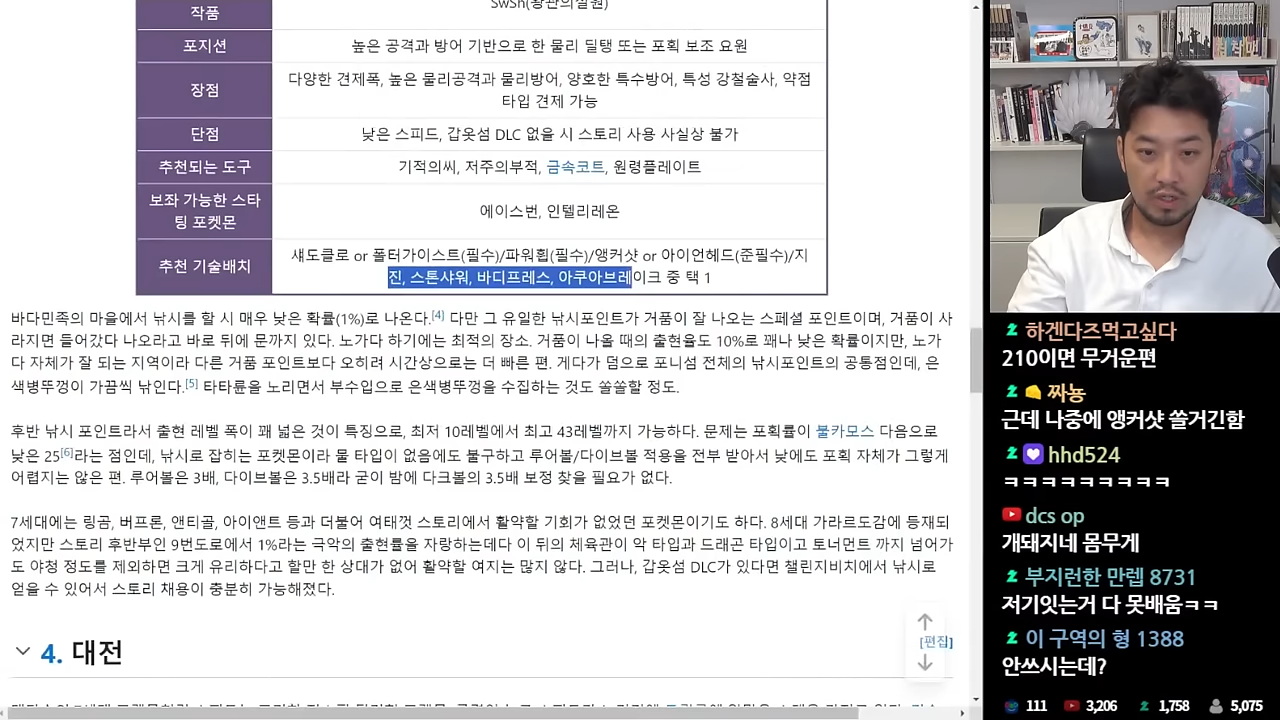 작품
SwSh(왕관의설원)
포지션
높은 공격과 방어 기반으로 한 물리 딜탱 또는 포획 보조 요원
장점
다양한 견제폭, 높은 물리공격과 물리방어, 양호한 특수방어, 특성 강철술사, 약점
타입 견제 가능
단점
낮은 스피드, 갑옷섬 DLC 없을 시 스토리 사용 사실상 불가
추천되는 도구
기적의씨, 저주의부적, 금속코트, 원령플레이트
보좌 가능한 스타
팅 포켓몬
에이스번, 인텔리레온
추천 기술배치
섀도클로 or 폴터가이스트(필수)/파워휩(필수)/앵커샷 or 아이언헤드(준필수)/지
진, 스톤샤워, 바디프레스, 아쿠아브레이크 중 택 1
바다민족의 마을에서 낚시를 할 시 매우 낮은 확률(1%)로 나온다.[4] 다만 그 유일한 낚시포인트가 거품이 잘 나오는 스페셜 포인트이며, 거품이 사
라지면 들어갔다 나오라고 바로 뒤에 문까지 있다. 노가다 하기에는 최적의 장소. 거품이 나올 때의 출현율도 10%로 꽤나 낮은 확률이지만, 노가
다 자체가 잘 되는 지역이라 다른 거품 포인트보다 오히려 단순 시간상으로는 더 빠른 편. 게다가 덤으로 포니섬 전체의 낚시포인트의 공통점인데, 은
색병뚜껑이 가끔씩 낚인다.[5] 타타륜을 노리면서 부수입으로 은색병뚜껑을 수집하는 것도 쏠쏠할 정도.
후반 낚시 포인트라서 출현 레벨 폭이 꽤 넓은 것이 특징으로, 최저 10레벨에서 최고 43레벨까지 가능하다. 문제는 포획률이 불카모스 다음으로
낮은 25[6]라는 점인데, 낚시로 잡히는 포켓몬이라 물 타입이 없음에도 불구하고 루어볼/다이브볼 적용을 전부 받아서 낮에도 포획 자체가 그렇게
어렵지는 않은 편. 루어볼은 3배, 다이브볼은 3.5배라 굳이 밤에 다크볼의 3.5배 보정 찾을 필요가 없다.
7세대에는 링곰, 버프론, 앤티골, 아이앤트 등과 더불어 여태껏 스토리에서 활약할 기회가 없었던 포켓몬이기도 하다. 8세대 가라르도감에 등재되
었지만 스토리 후반부인 9번도로에서 1%라는 극악의 출현률을 자랑하는데다 이 뒤의 체육관이 악 타입과 드래곤 타입이고 토너먼트 까지 넘어가
도 야청 정도를 제외하면 크게 유리하다고 할만 한 상대가 없어 활약할 여지는 많지 않다. 그러나, 갑옷섬 DLC가 있다면 챌린지비치에서 낚시로
얻을 수 있어서 스토리 채용이 충분히 가능해졌다.
4. 대전
[편집]
하겐다즈먹고싶다
210이면 무거운편
짜뇽
근데 나중에 앵커샷 쓸거긴함
hhd524
ㅋㅋㅋㅋㅋㅋㅋㅋㅋ
dcs op
개돼지네 몸무게
부지런한 만렙 8731
저기잇는거 다 못배움ㅋㅋ
이 구역의 형 1388
안쓰시는데?
111 3,206 1,758 5,075